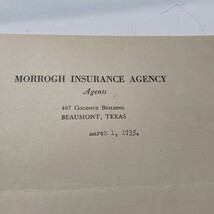 MORROGH INSURANCE AGENCY
Agents
407 Goodhue Building
BEAUMONT, TEXAS
march 1, 1935.